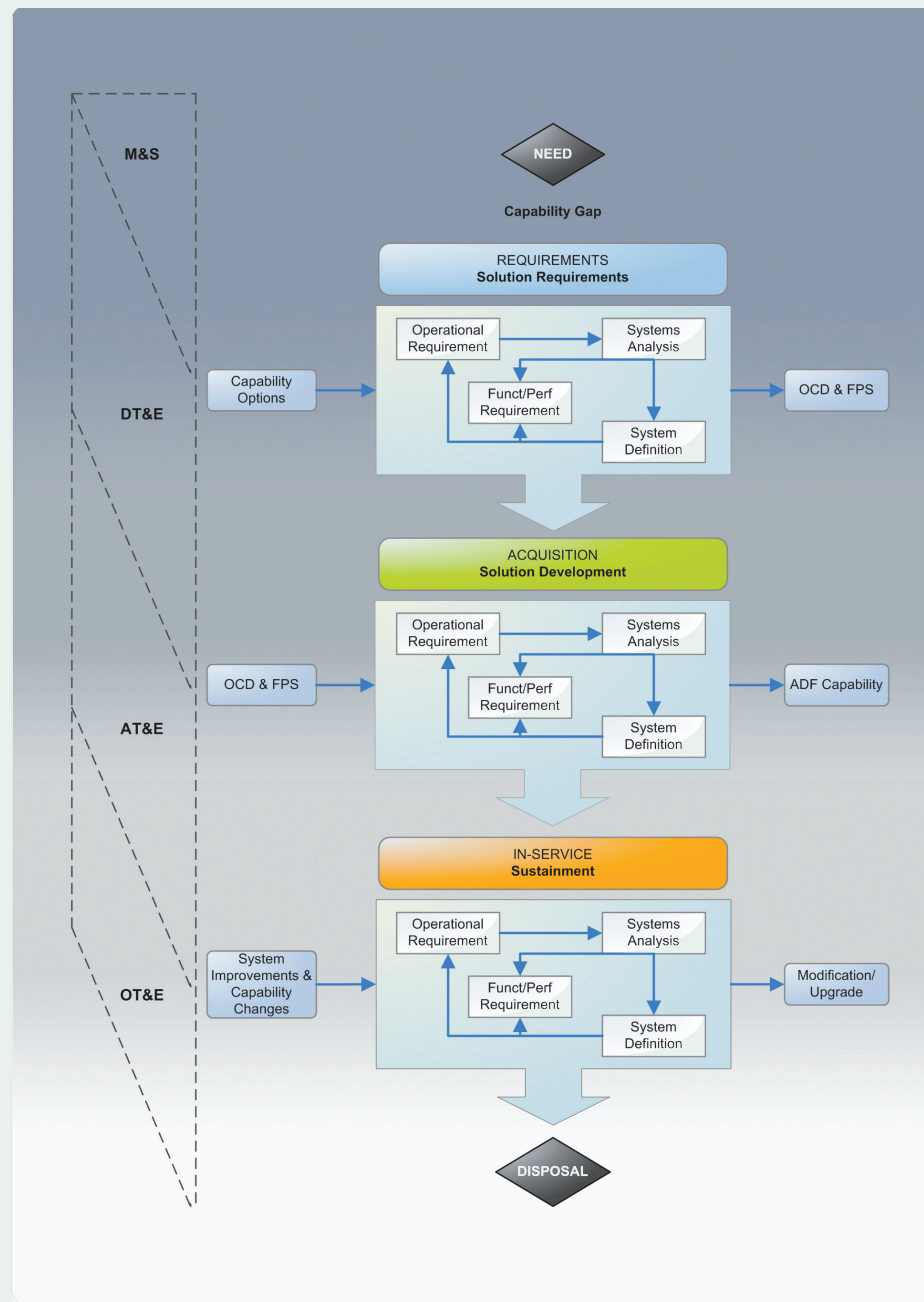 M&S
NEED
Capability Gap
REQUIREMENTS
Solution Requirements
Operational
Requirement
Systems
Analysis
Funct/Perf
Requirement
System
Definition
Capability
Options
OCD & FPS
DT&E
ACQUISITION
Solution Development
Operational
Requirement
Systems
Analysis
Funct/Perf
Requirement
System
Definition
OCD & FPS
ADF Capability
AT&E
IN-SERVICE
Sustainment
Operational
Requirement
Systems
Analysis
Funct/Perf
Requirement
System
Definition
System
Improvements &
Capability
Changes
Modification/
Upgrade
OT&E
DISPOSAL